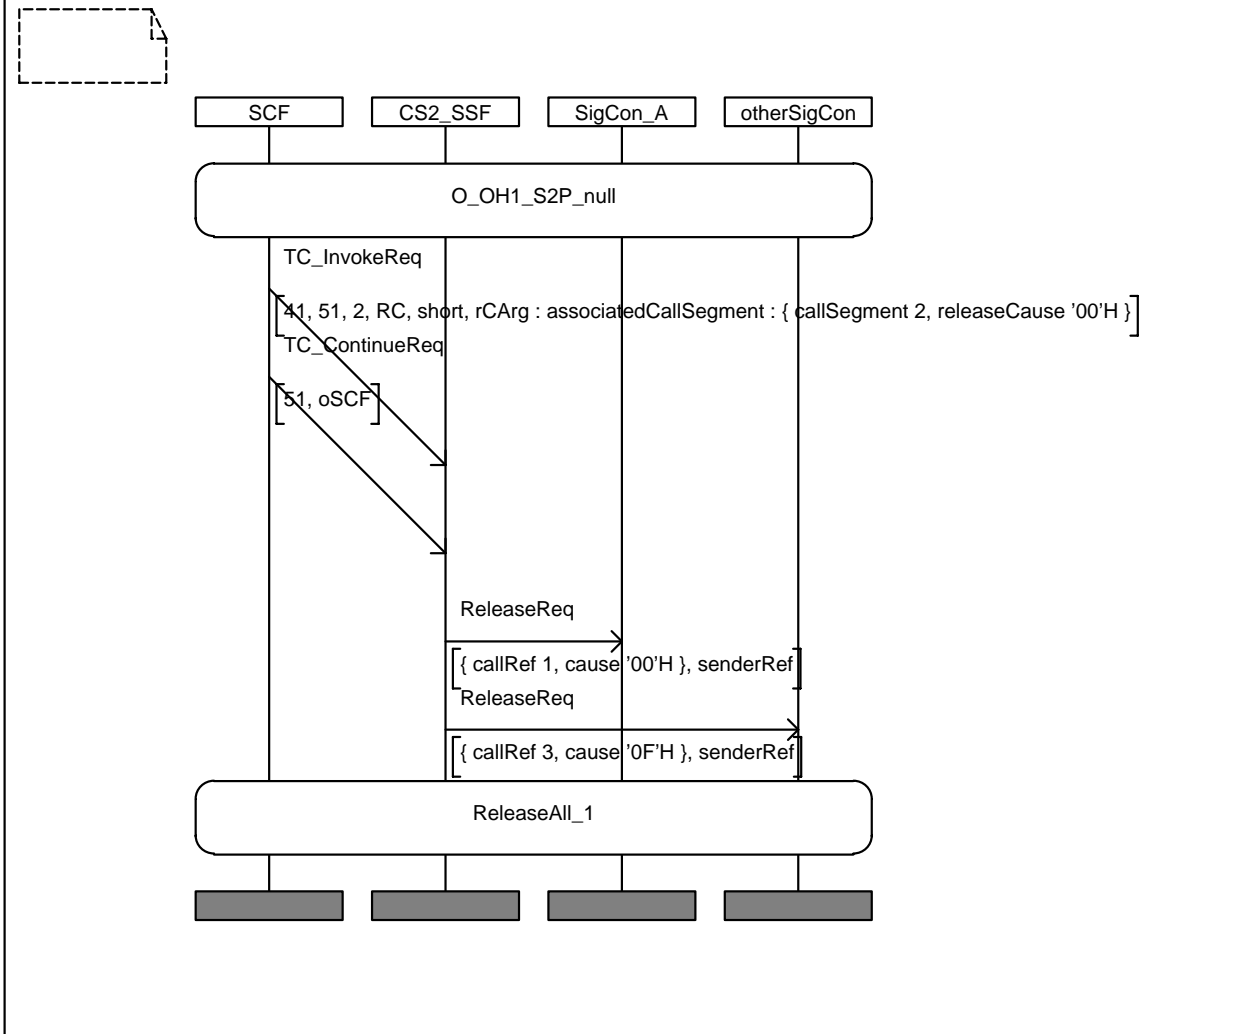 SCF CS2_SSF SigCon_A otherSigCon
O_OH1_S2P_null
TC_InvokeReq
41, 51, 2, RC, short, rCArg : associatedCallSegment : { callSegment 2, releaseCause '00'H }
TC_ContinueReq
51, oSCF
ReleaseReq
{ callRef 1, cause '00'H }, senderRef
ReleaseReq
{ callRef 3, cause '0F'H }, senderRef
ReleaseAll_1